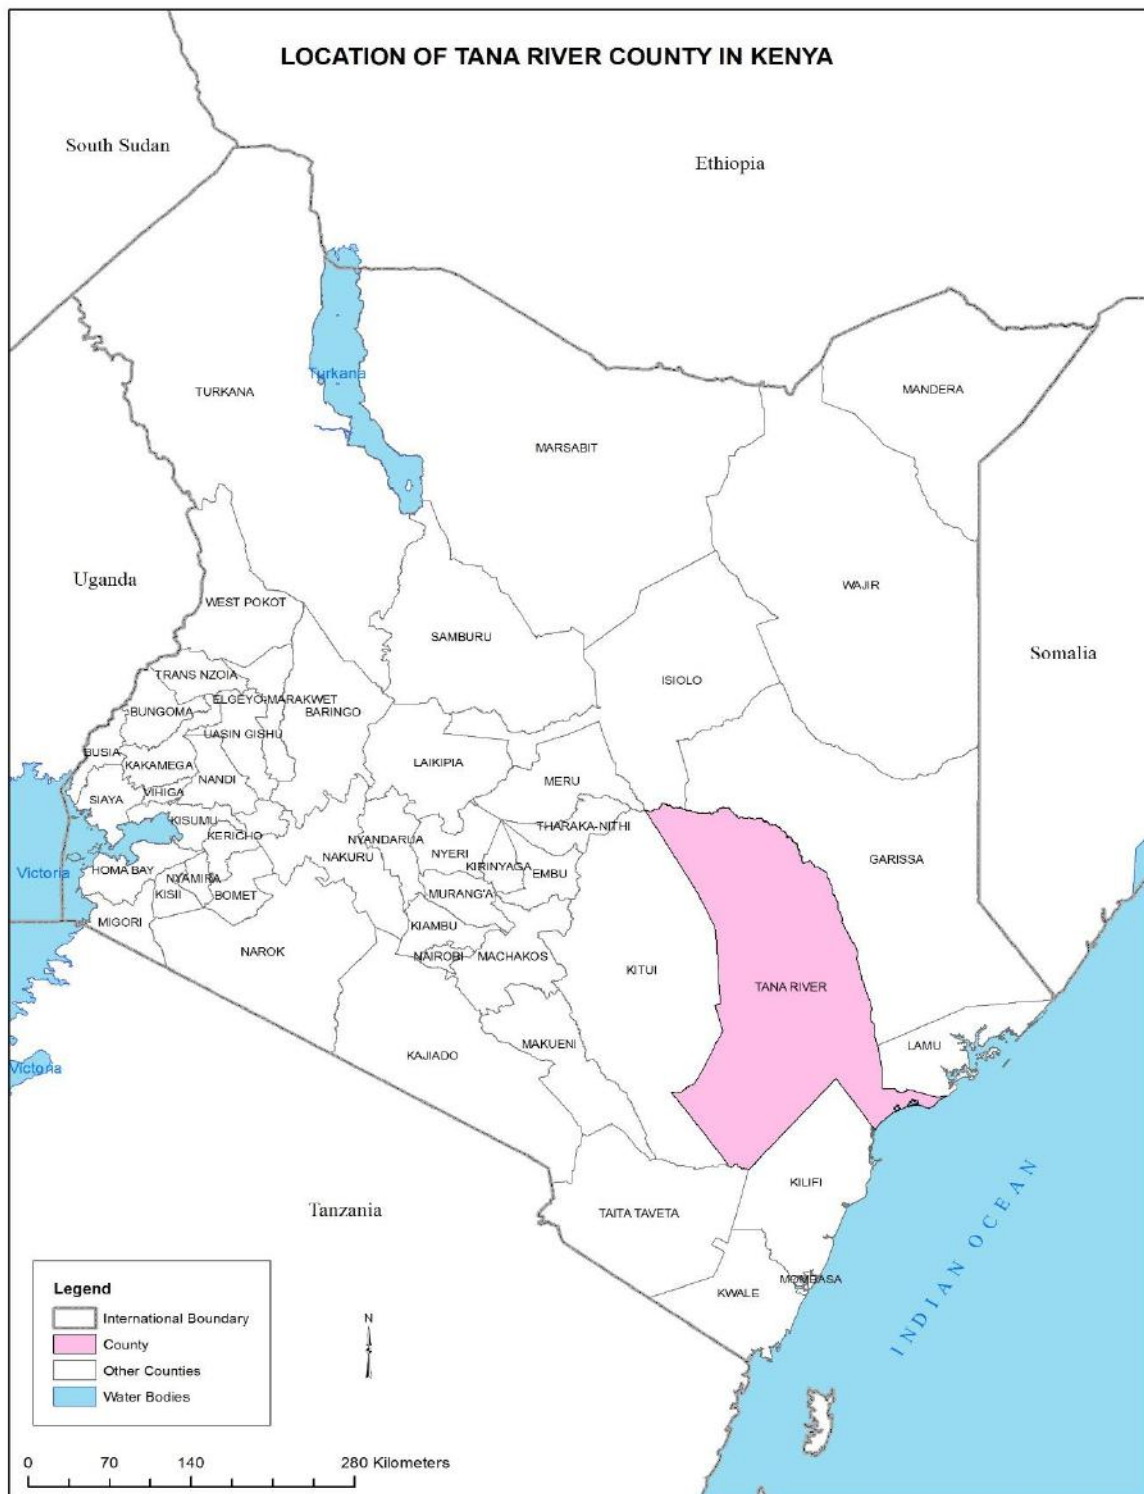 LOCATION OF TANA RIVER COUNTY IN KENYA
South Sudan
Ethiopia
Turkana
TURKANA
MANDERA
MARSABIT
Uganda
WAJIR
WEST POKOT
SAMBURU
Somalia
TRANS NZOIA
ISIOLO
ELGEYO-MARAKWET
BUNGOMA
BARINGO
UASIN GISHU
BUSIA
LAIKIPIA
KAKAMEGA
NANDI
MERU
VIHIGA
SIAYA
KISUMU
THARAKA-NITHI
KERICHO
NYANDARUA
NYERI
NAKURU
GARISSA
KIRINYAGA
HOMA BAY
Victoria
EMBU
NYAMIRA
KISII
BOMET
MURANG'A
MIGORI
KIAMBU
NAROK
NAIROBI
MACHAKOS
KITUI
TANA RIVER
MAKUENI
LAMU
KAJIADO
Victoria
KILIFI
Tanzania
TAITA TAVETA
INDIAN OCEAN
MOMBASA
KWALE
Legend
International Boundary
County
Other Counties
Water Bodies
N
0 70 140 280 Kilometers